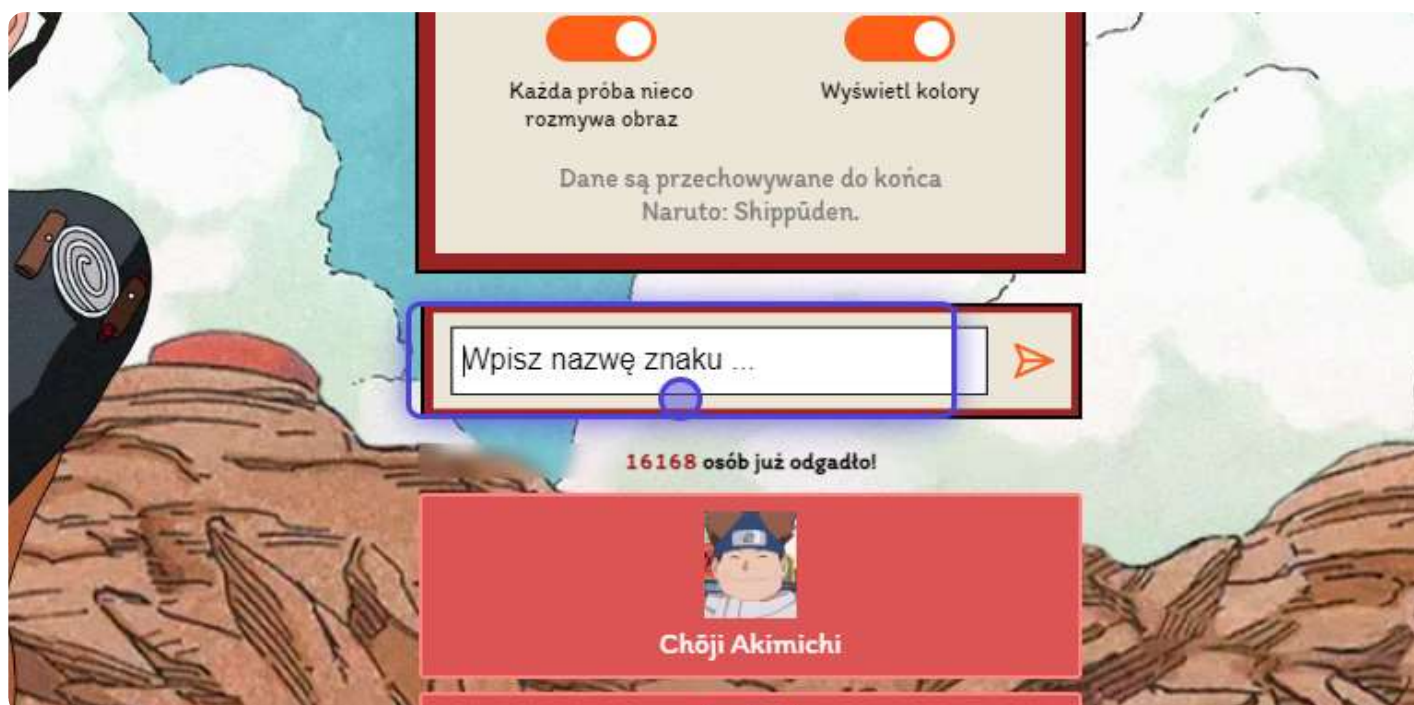 Każda próba nieco
rozmywa obraz
Wyświetl kolory
Dane są przechowywane do końca
Naruto: Shippūden.
Wpisz nazwę znaku ...
16168 osób już odgadło!
Chōji Akimichi